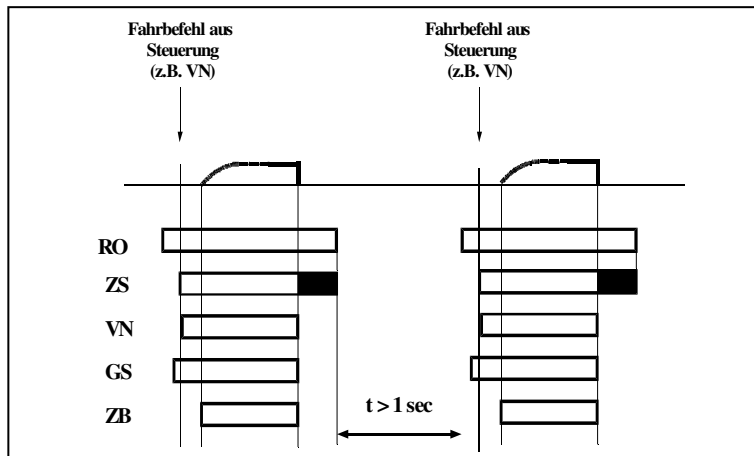 Fahrbefehl aus
Steuerung
(z.B. VN)
Fahrbefehl aus
Steuerung
(z.B. VN)
RO
ZS
VN
GS
ZB
t > 1 sec